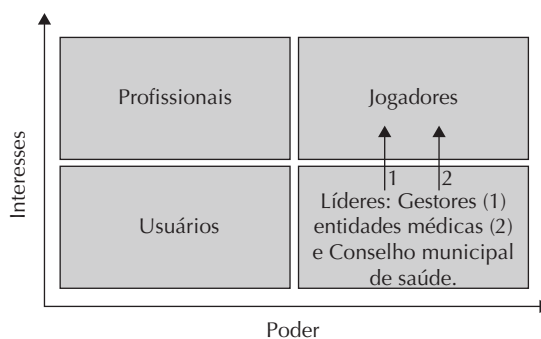 Interesses
Profissionais
Jogadores
1
2
Usuários
Líderes: Gestores (1)
entidades médicas (2)
e Conselho municipal
de saúde.
Poder